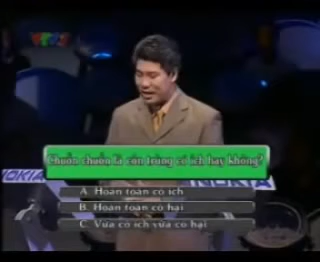 VTV3
Chuồn chuồn là côn trùng có ích hay không?
NOKIA
NOKIA
A. Hoàn toàn có ích
B. Hoàn toàn có hại
C. Vừa có ích vừa có hại